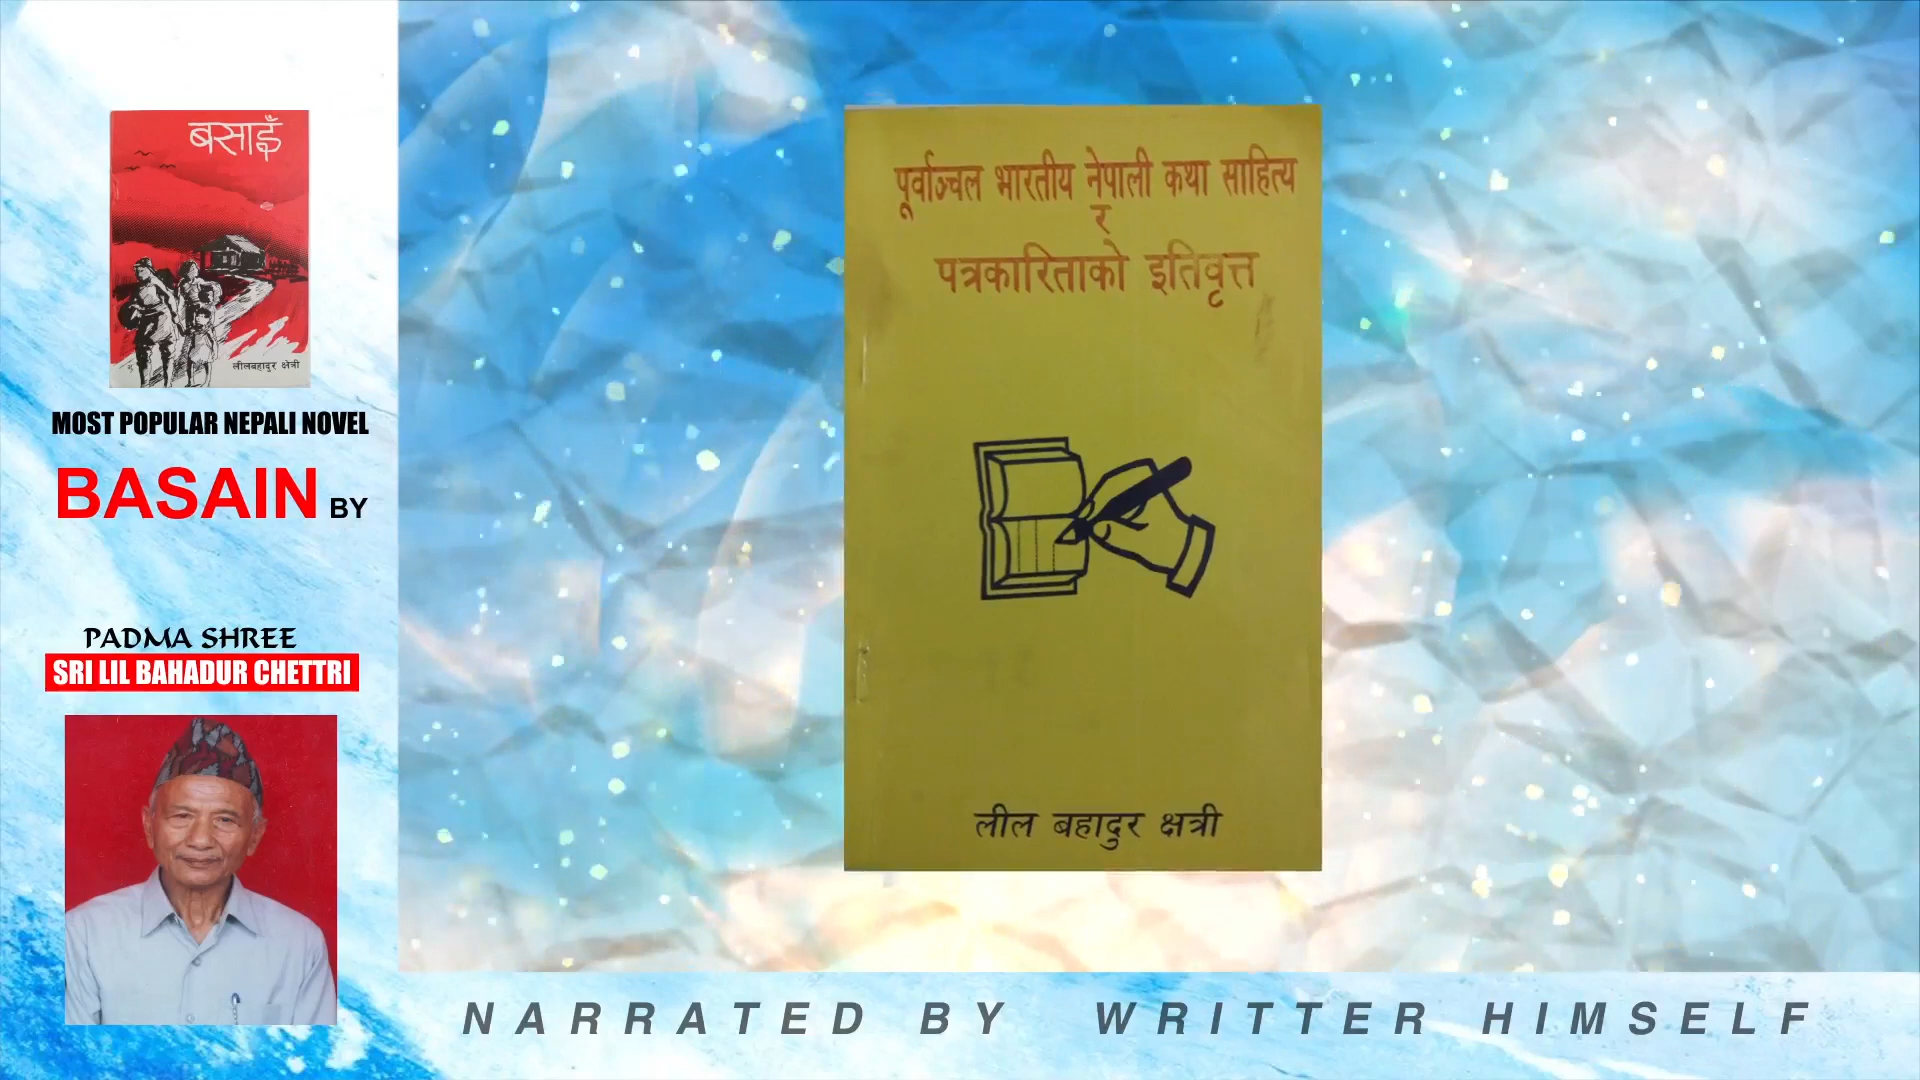 बसाइँ
लीलबहादुर क्षेत्री
MOST POPULAR NEPALI NOVEL
BASAIN BY
PADMA SHREE
SRI LIL BAHADUR CHETTRI
पूर्वाञ्चल भारतीय नेपाली कथा साहित्य
र
पत्रकारिताको इतिवृत्त
लील बहादुर क्षत्री
NARRATED BY WRITTER HIMSELF